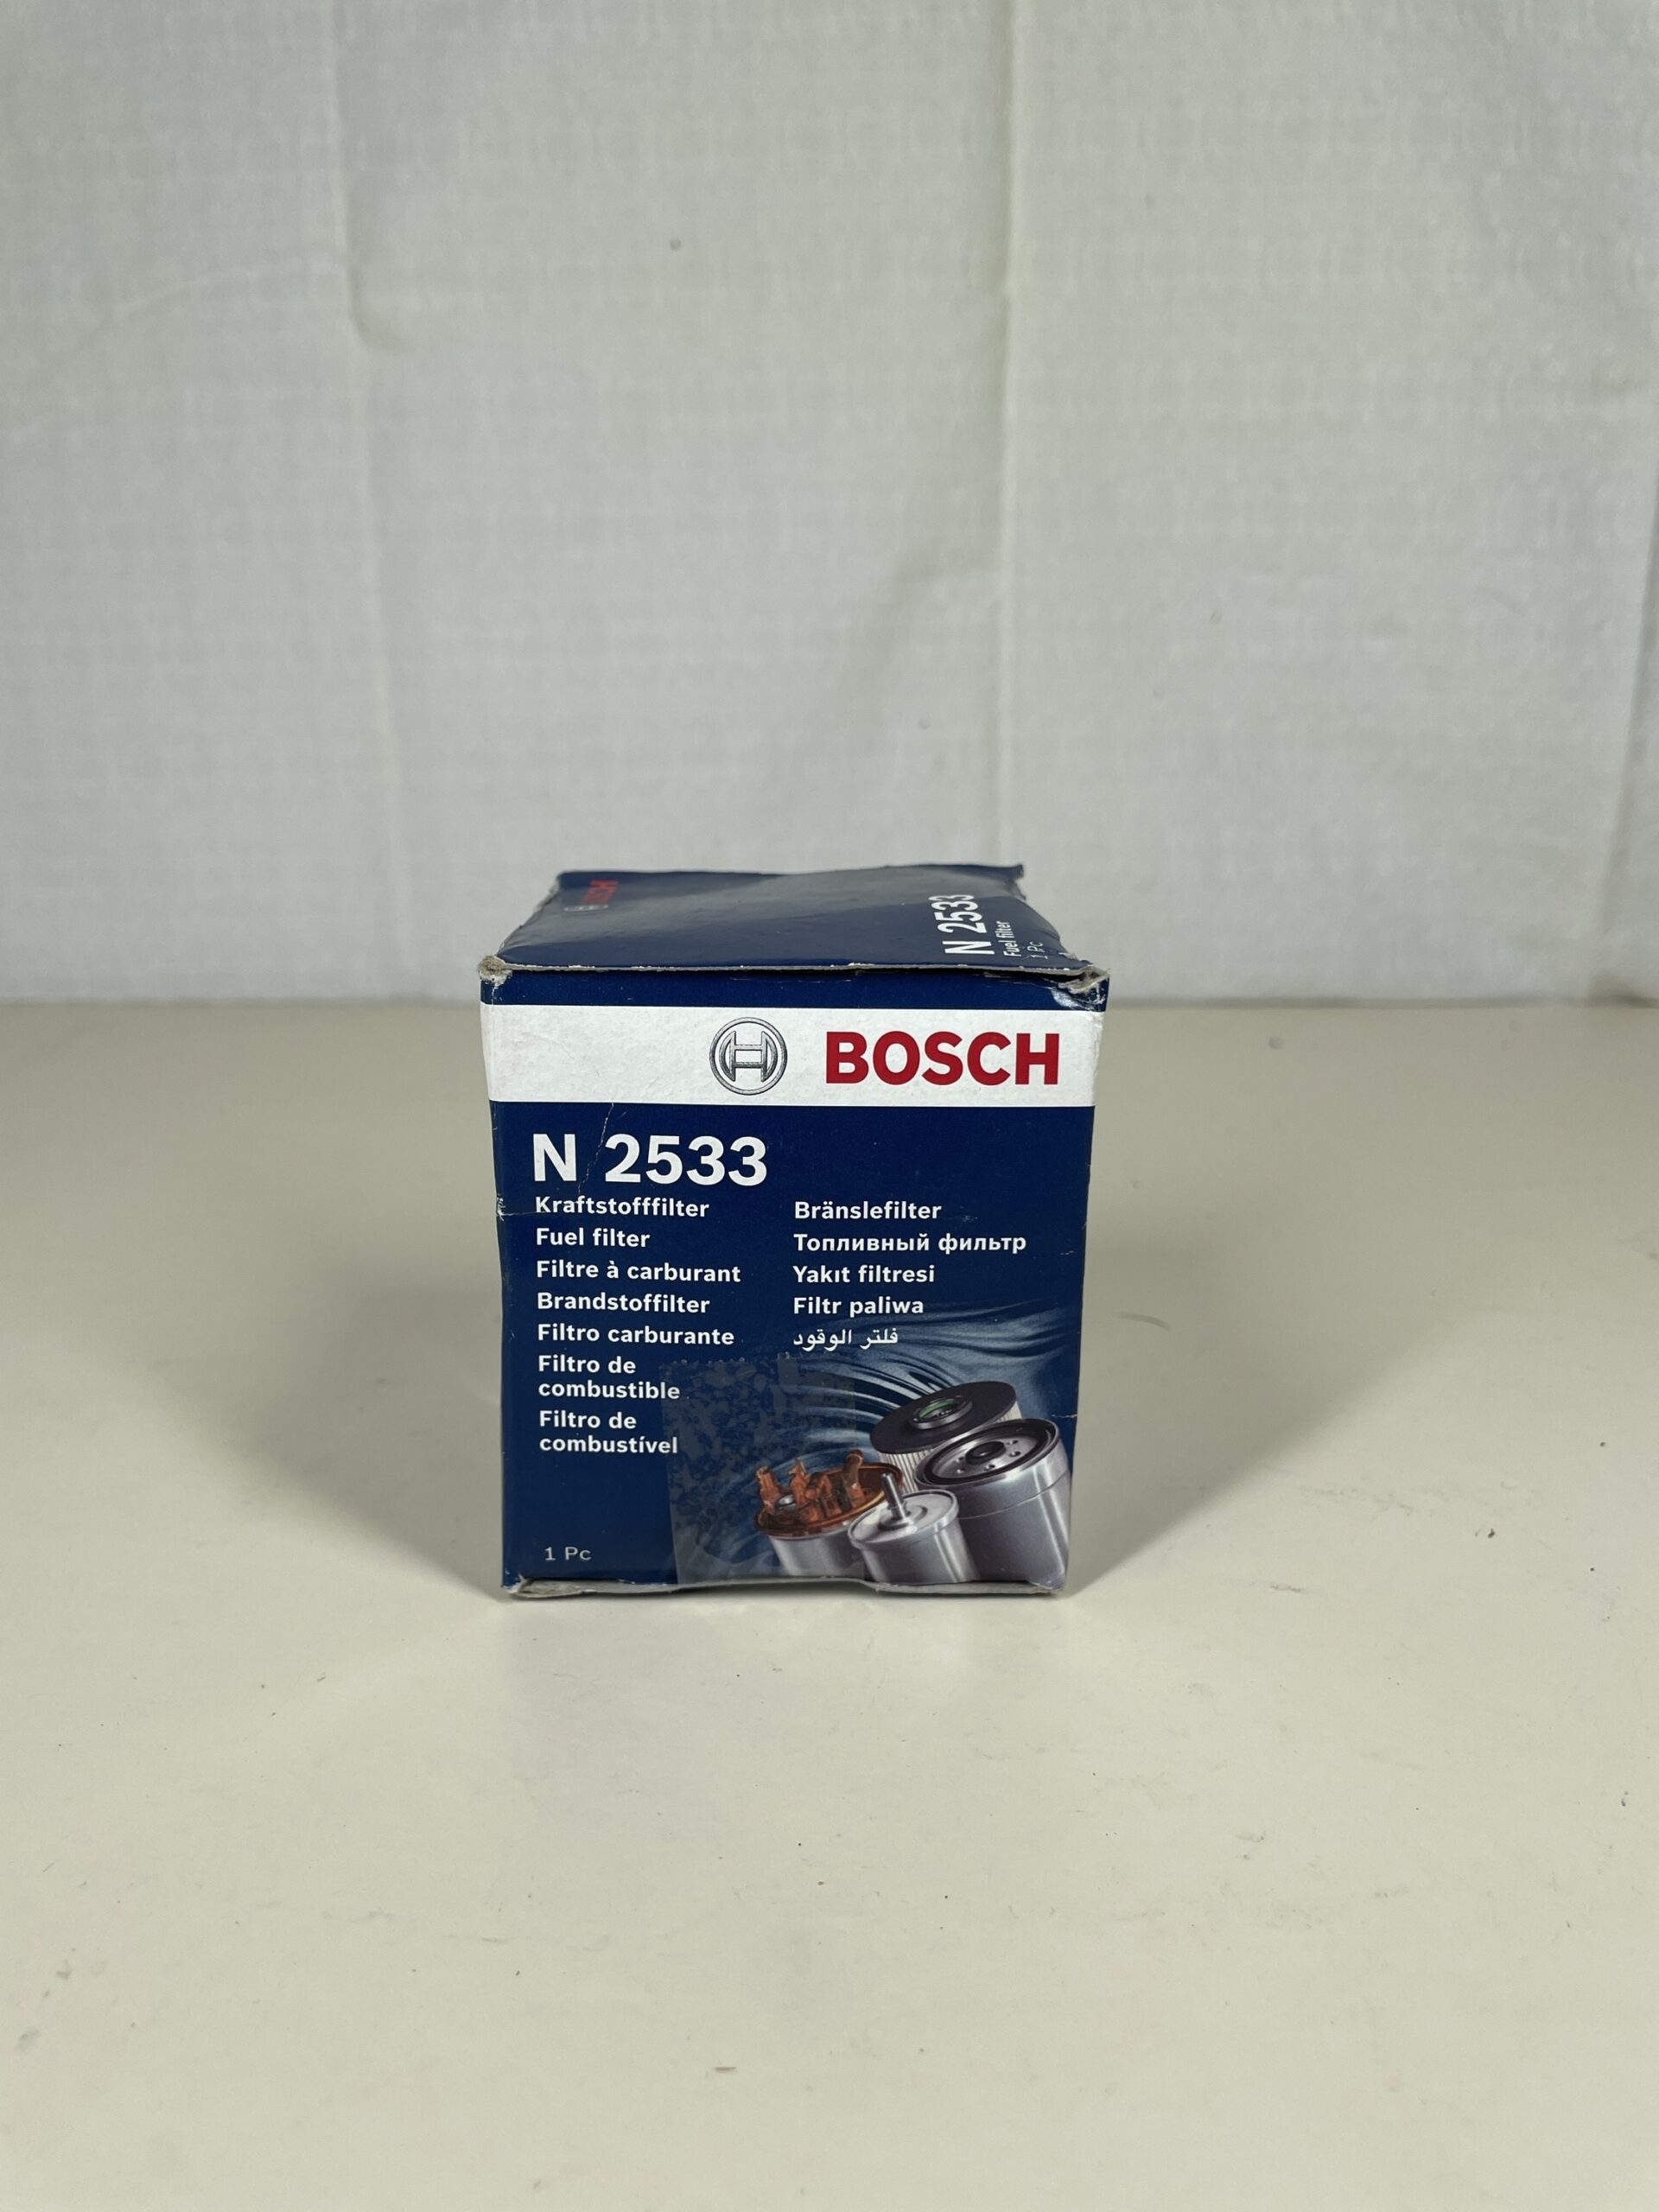 BOSCH
N 2533
Fuel filter
1 Pc
BOSCH
N 2533
Kraftstofffilter
Fuel filter
Filtre à carburant
Brandstoffilter
Filtro carburante
Filtro de
combustible
Filtro de
combustível
Bränslefilter
Топливный фильтр
Yakıt filtresi
Filtr paliwa
فلتر الوقود
1 Pc